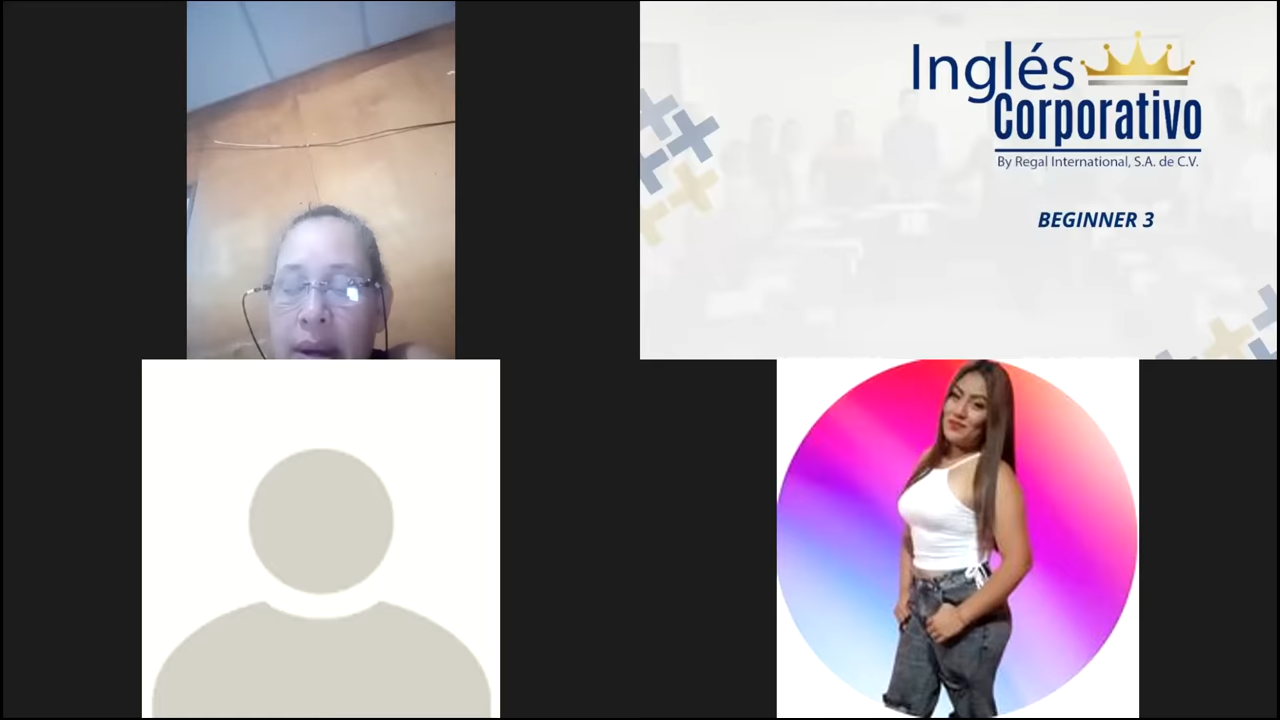 Inglés
Corporativo
By Regal International, S.A. de C.V.
BEGINNER 3